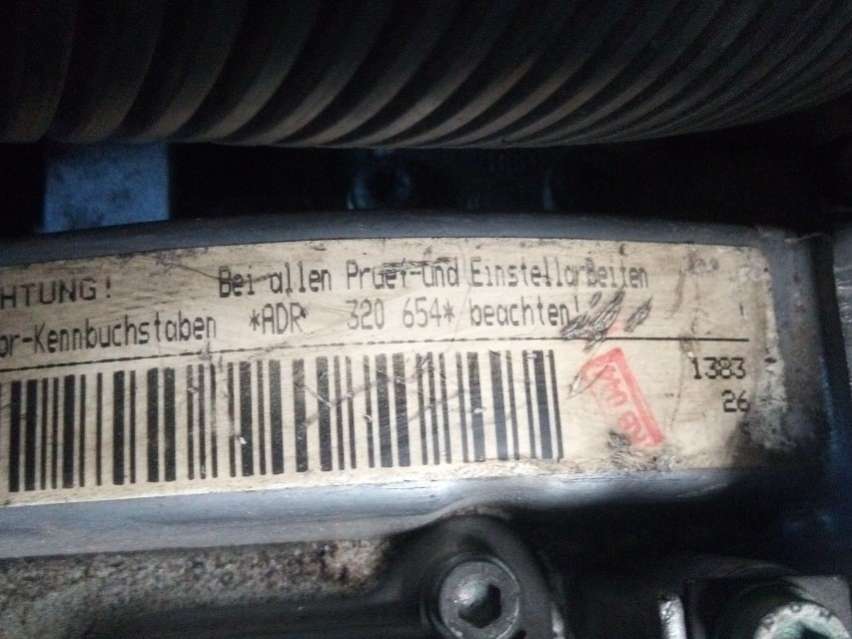 HTUNG! Bei allen Pruef-und Einstellarbeiten
or-Kennbuchstaben *ADR* 320 654* beachten!
1383
26